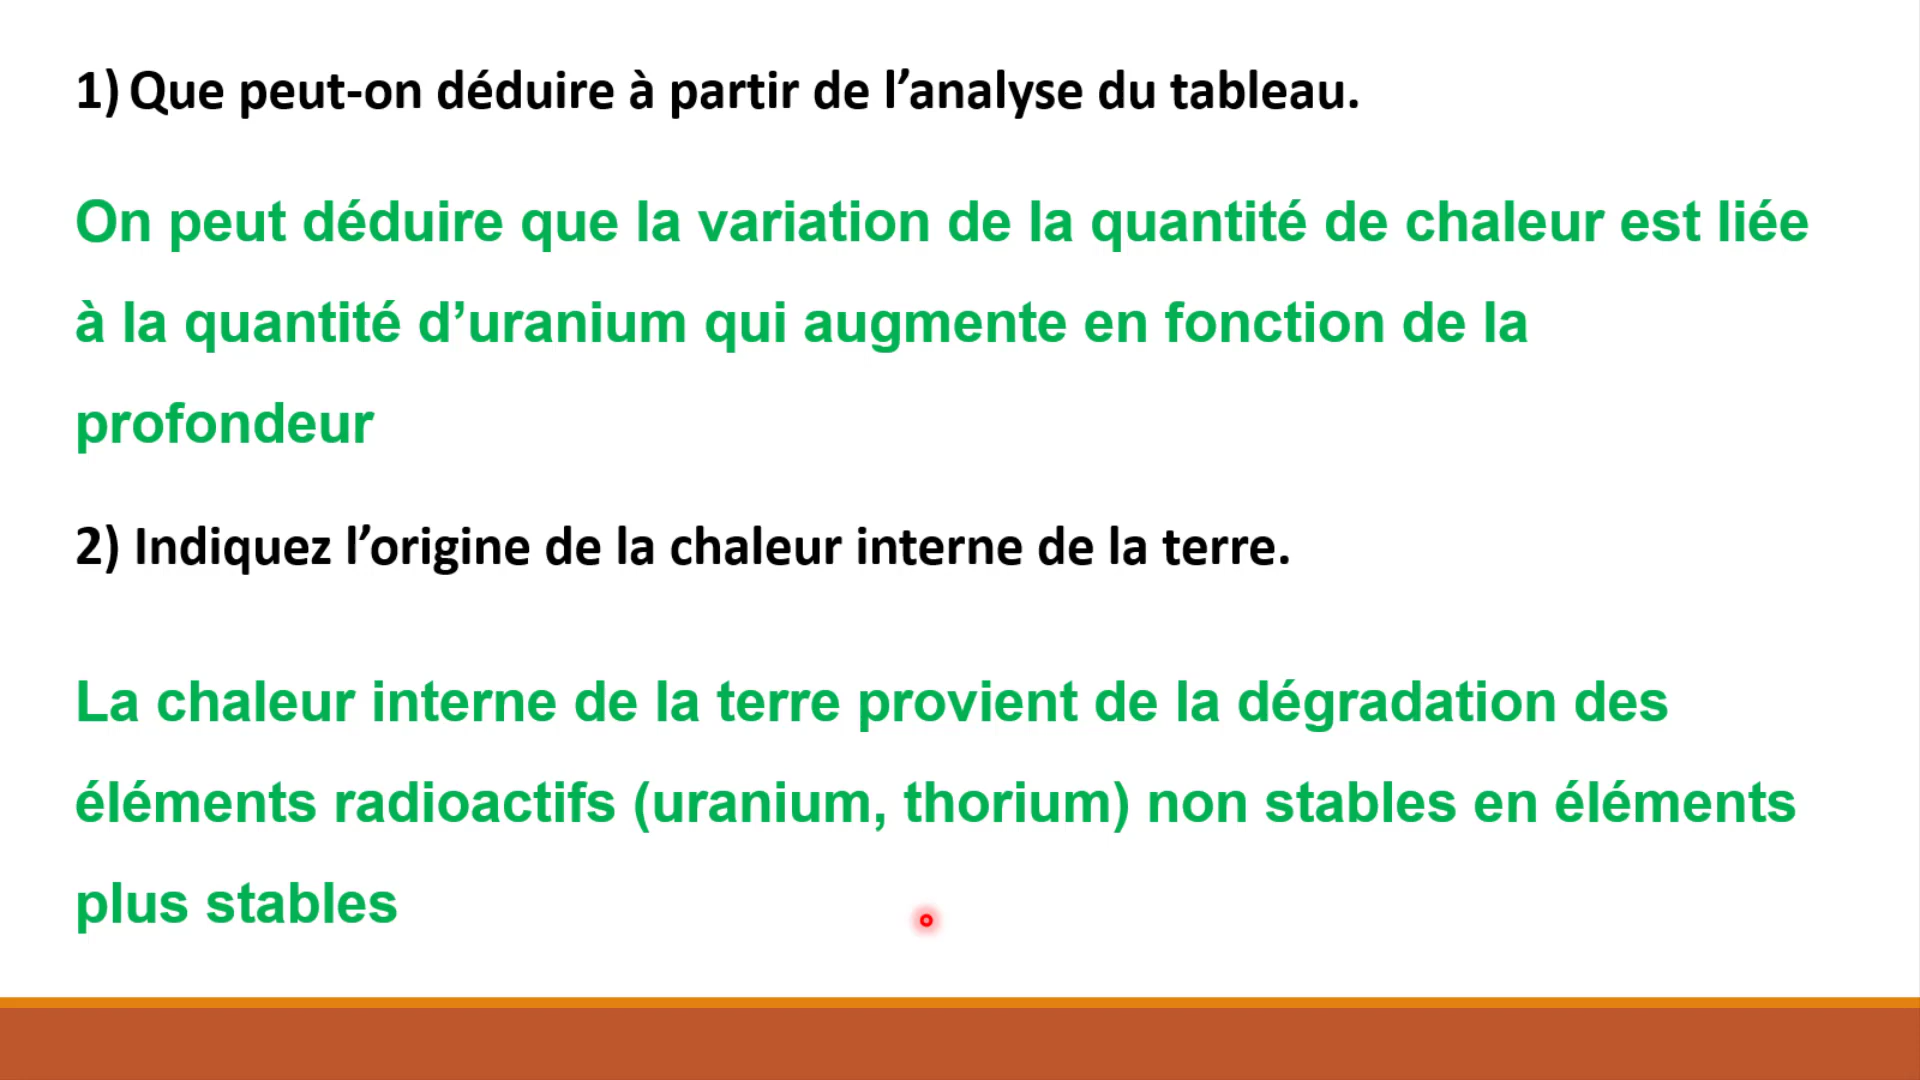 1) Que peut-on déduire à partir de l’analyse du tableau.
On peut déduire que la variation de la quantité de chaleur est liée
à la quantité d’uranium qui augmente en fonction de la
profondeur
2) Indiquez l’origine de la chaleur interne de la terre.
La chaleur interne de la terre provient de la dégradation des
éléments radioactifs (uranium, thorium) non stables en éléments
plus stables